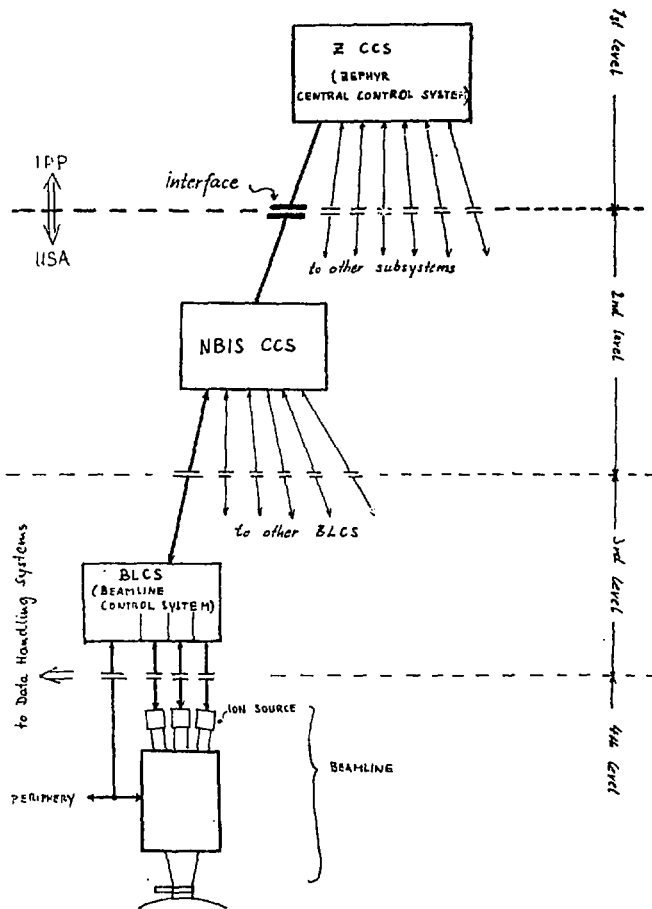 Z CCS
(ZEPHYR
CENTRAL CONTROL SYSTEM)
1st level
IPP
interface
USA
to other subsystems
2nd level
NBIS CCS
to other BLCS
3rd level
BLCS
(BEAMLINE
CONTROL SYSTEM)
to Data Handling Systems
ION SOURCE
BEAMLINE
4th level
PERIPHERY